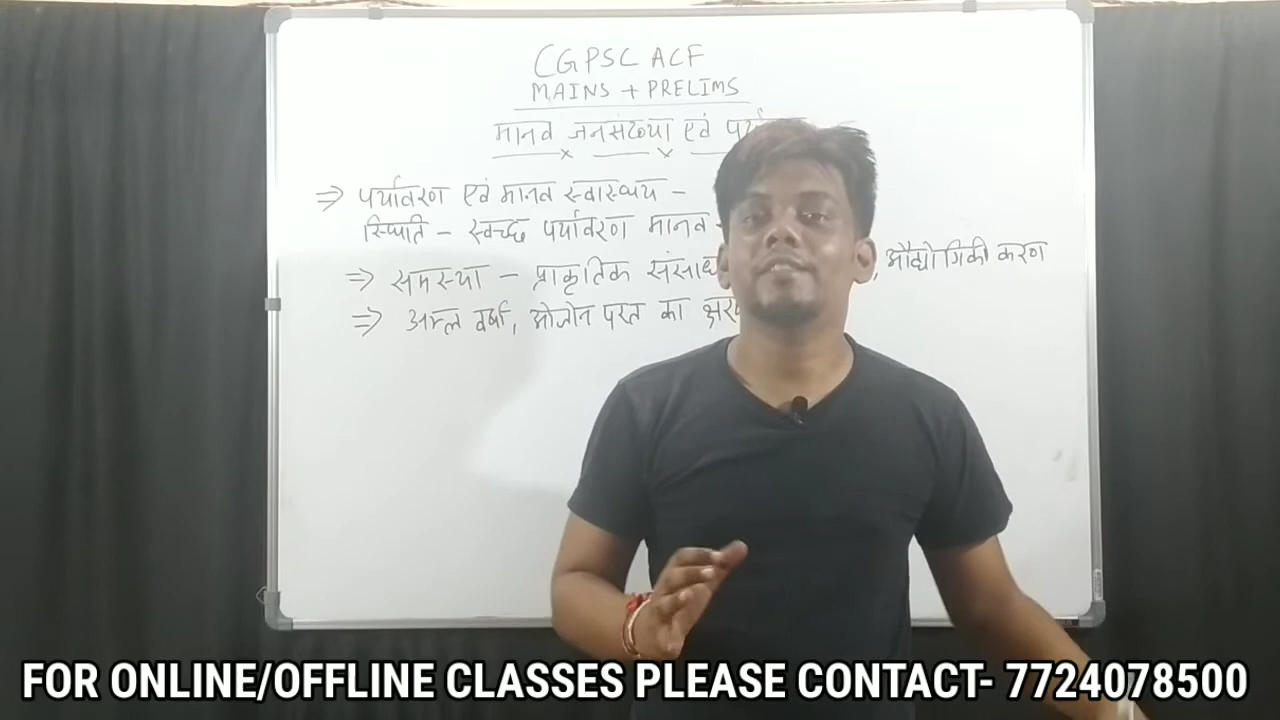 CGPSC ACF
MAINS + PRELIMS
मानव जनसंख्या एवं
⇒ पर्यावरण एवं मानव स्वास्थ्य -
स्थिति - स्वच्छ पर्यावरण मानव -
⇒ समस्या - प्राकृतिक , औद्योगिकी करण
⇒ अम्ल वर्षा, ओजोन परत का
FOR ONLINE/OFFLINE CLASSES PLEASE CONTACT- 7724078500